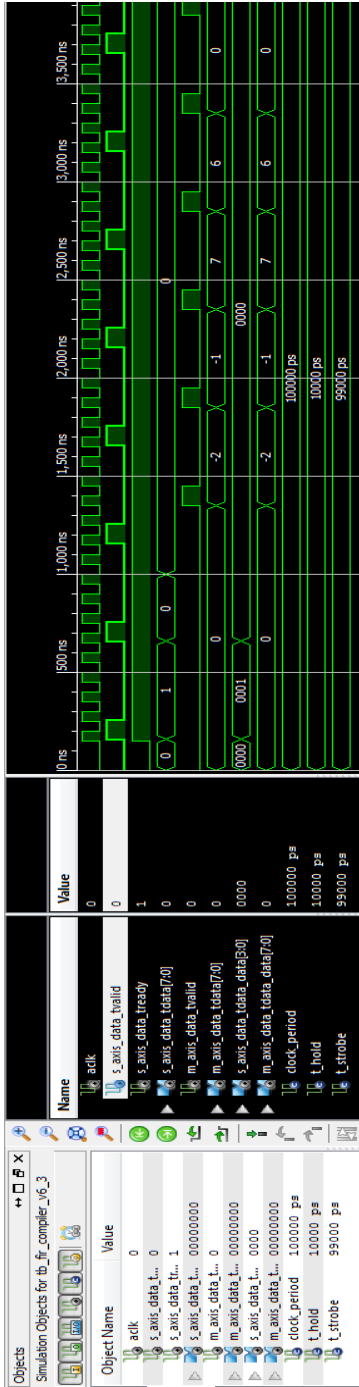 Objects
Simulation Objects for tb_fir_compiler_v6_3
Object Name Value
aclk 0
s_axis_data_t... 0
s_axis_data_tr... 1
s_axis_data_t... 00000000
m_axis_data_t... 0
m_axis_data_t... 00000000
s_axis_data_t... 0000
m_axis_data_t... 00000000
clock_period 100000 ps
t_hold 10000 ps
t_strobe 99000 ps
Name Value
aclk 0
s_axis_data_tvalid 0
s_axis_data_tready 1
s_axis_data_tdata[7:0] 0
m_axis_data_tvalid 0
m_axis_data_tdata[7:0] 0
s_axis_data_tdata_data[3:0] 0000
m_axis_data_tdata_data[7:0] 0
clock_period 100000 ps
t_hold 10000 ps
t_strobe 99000 ps
0 ns 500 ns 1,000 ns 1,500 ns 2,000 ns 2,500 ns 3,000 ns 3,500 ns
0 1 0 0
0 -2 -1 7 6 0
0000 0001 0000
0 -2 -1 7 6 0
100000 ps
10000 ps
99000 ps